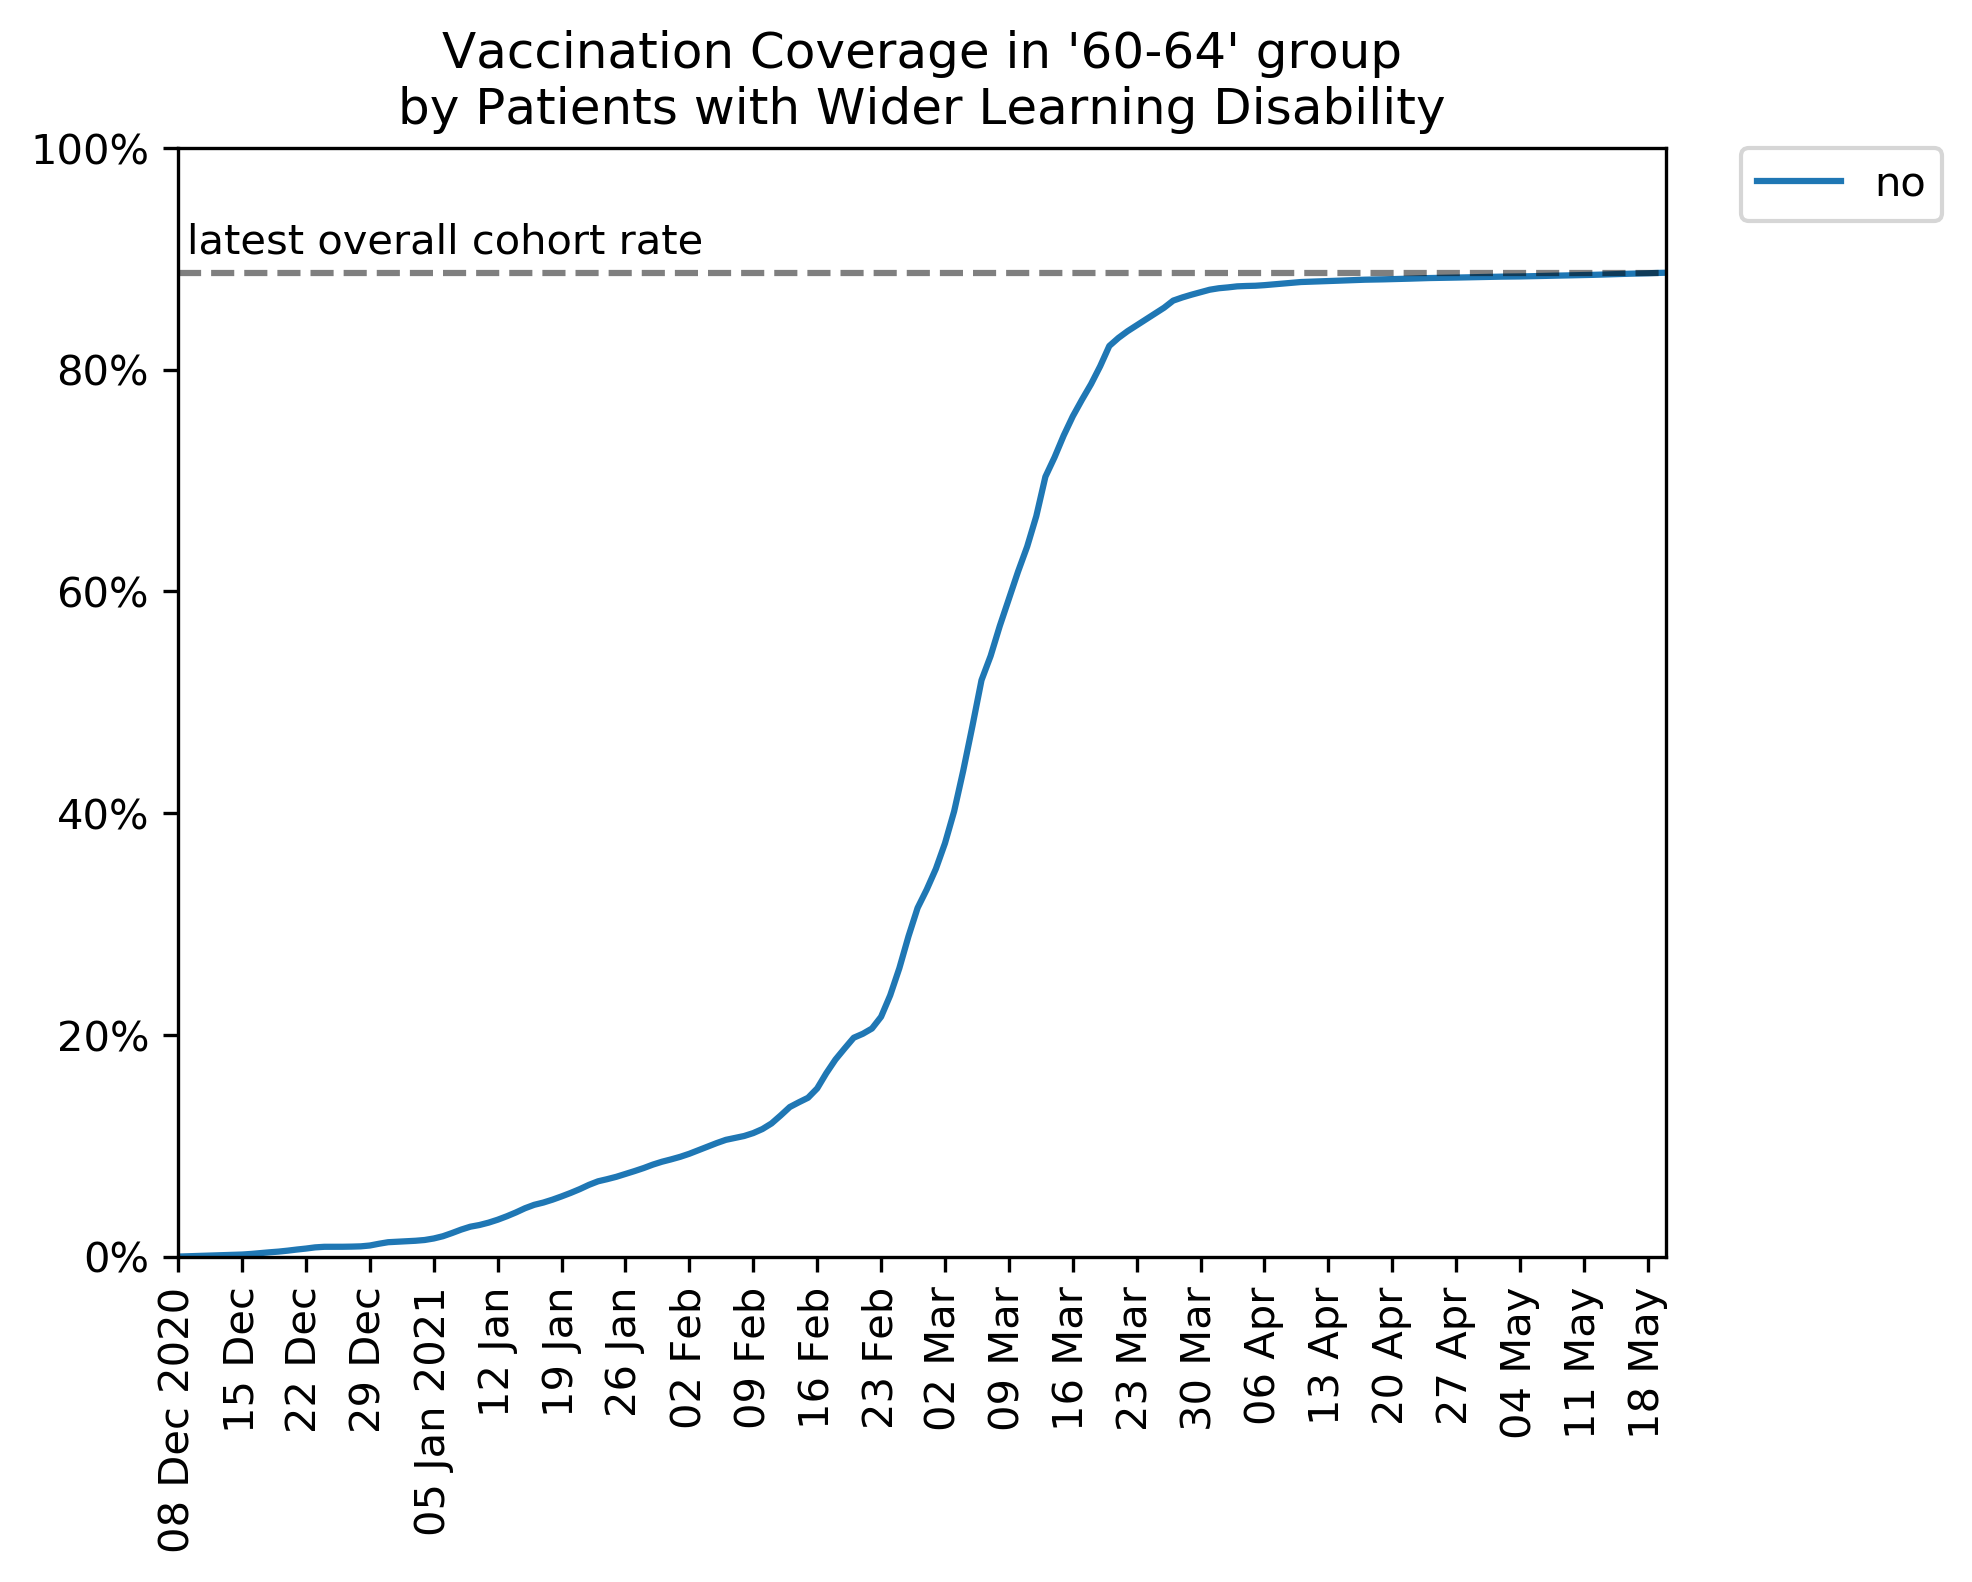 Vaccination Coverage in '60-64' group
by Patients with Wider Learning Disability
100%
80%
60%
40%
20%
0%
latest overall cohort rate
no
08 Dec 2020
15 Dec
22 Dec
29 Dec
05 Jan 2021
12 Jan
19 Jan
26 Jan
02 Feb
09 Feb
16 Feb
23 Feb
02 Mar
09 Mar
16 Mar
23 Mar
30 Mar
06 Apr
13 Apr
20 Apr
27 Apr
04 May
11 May
18 May